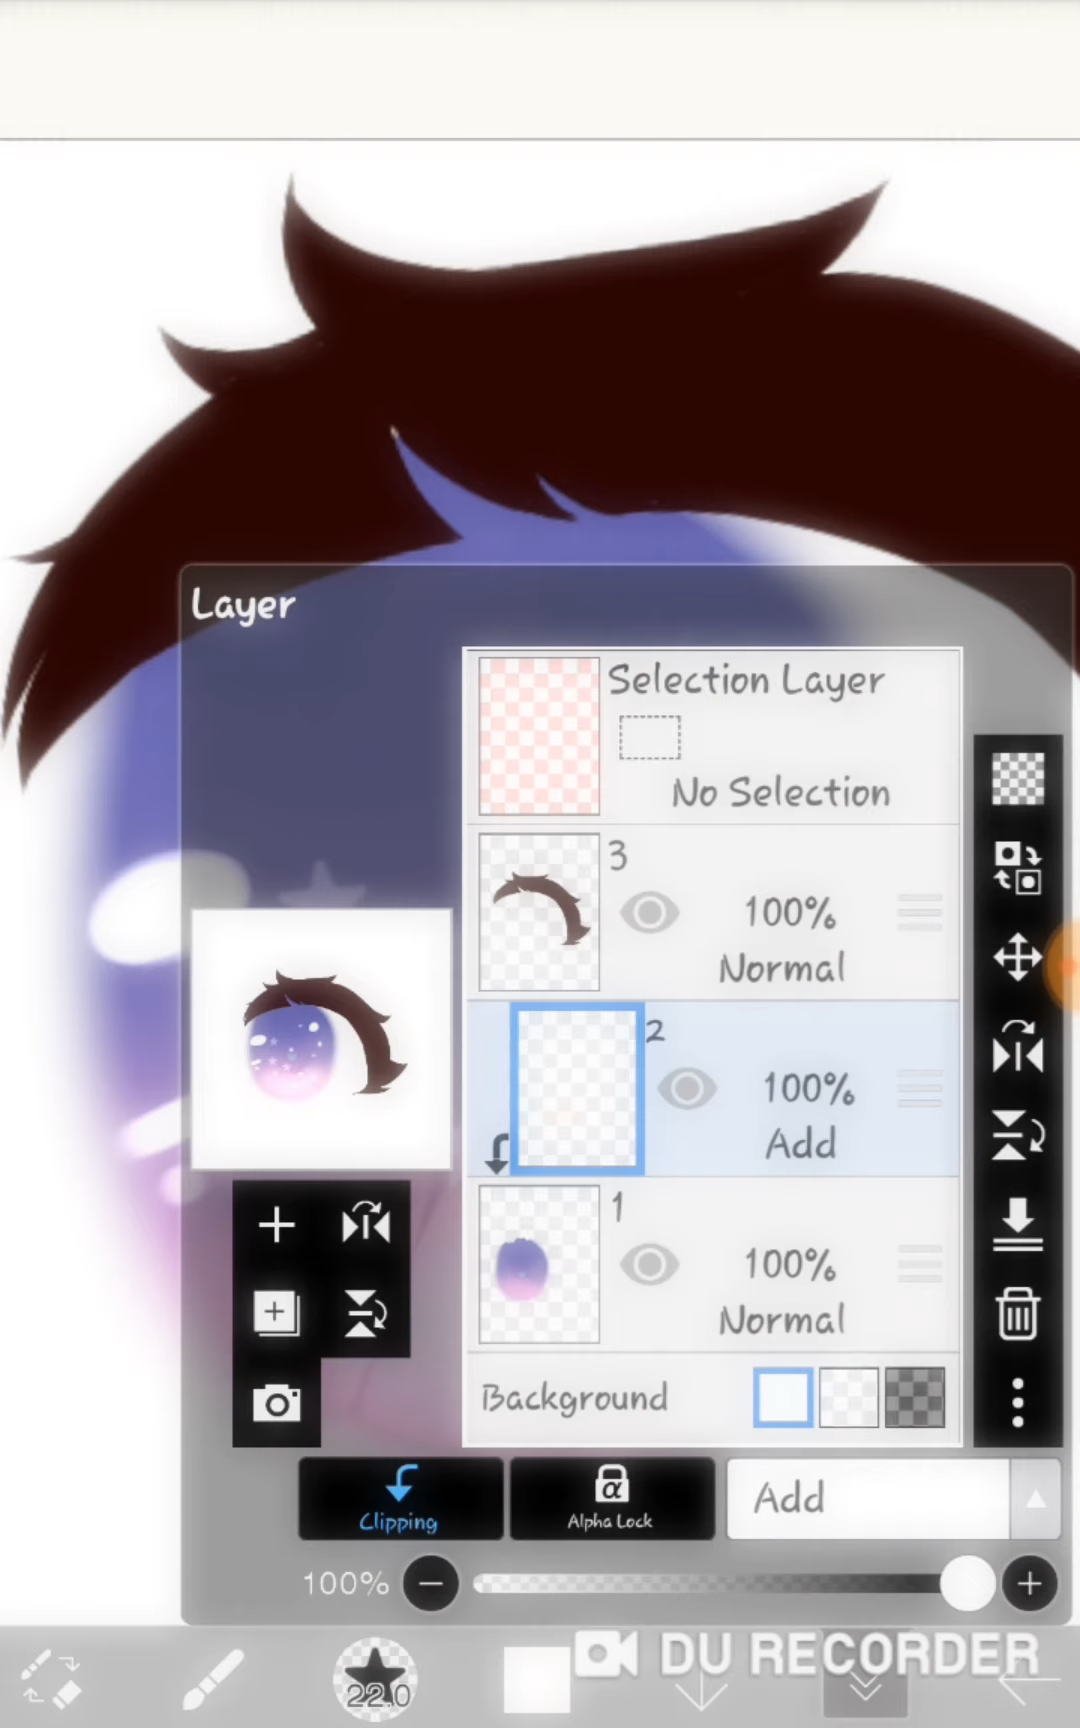 Layer
Selection Layer
No Selection
3
100%
Normal
2
100%
Add
1
100%
Normal
Background
Clipping
α
Alpha Lock
Add
100%
22.0
DU RECORDER